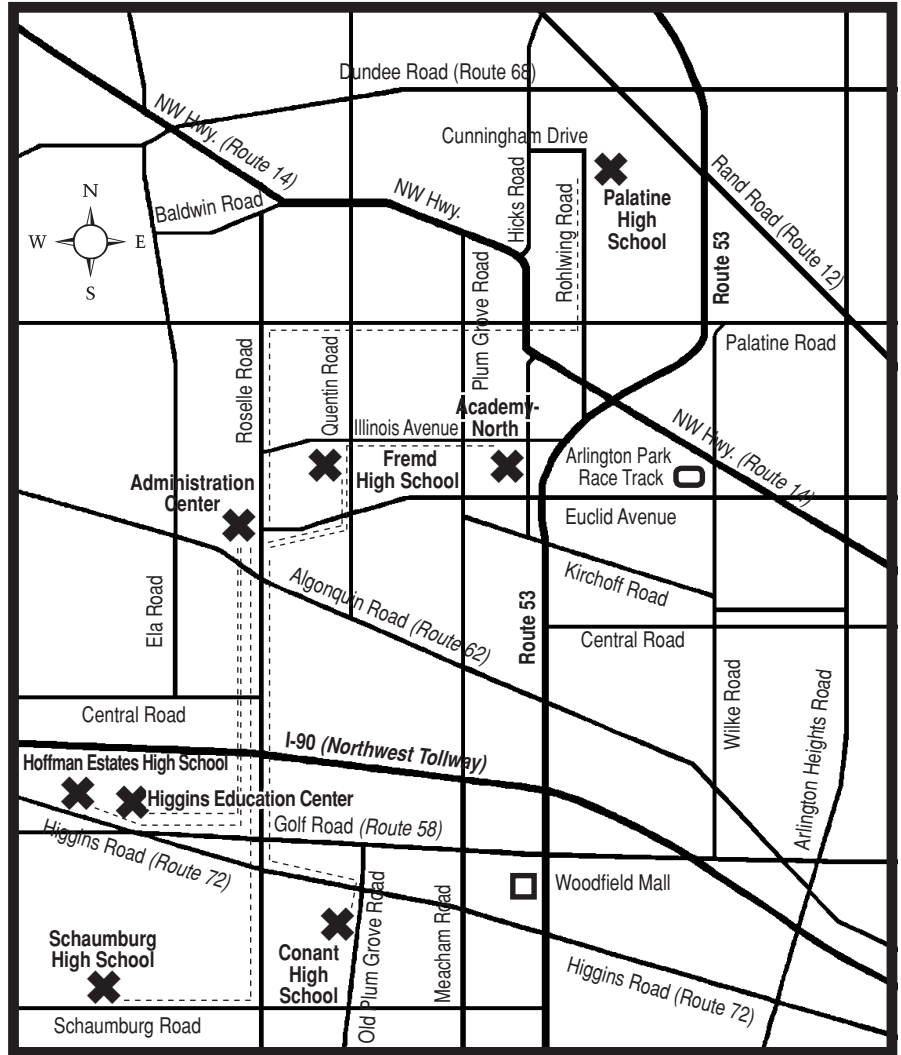 Dundee Road (Route 68)
NW Hwy. (Route 14)
Cunningham Drive
Rand Road (Route 12)
Palatine
High
School
N
W
E
S
Baldwin Road
NW Hwy.
Hicks Road
Rohlwing Road
Route 53
Plum Grove Road
Palatine Road
Roselle Road
Quentin Road
Illinois Avenue
Academy-
North
NW Hwy. (Route 14)
Fremd
High School
Arlington Park
Race Track
Administration
Center
Euclid Avenue
Algonquin Road (Route 62)
Kirchoff Road
Ela Road
Route 53
Central Road
Wilke Road
Arlington Heights Road
Central Road
I-90 (Northwest Tollway)
Hoffman Estates High School
Higgins Education Center
Golf Road (Route 58)
Higgins Road (Route 72)
Woodfield Mall
Old Plum Grove Road
Meacham Road
Schaumburg
High School
Conant
High
School
Higgins Road (Route 72)
Schaumburg Road